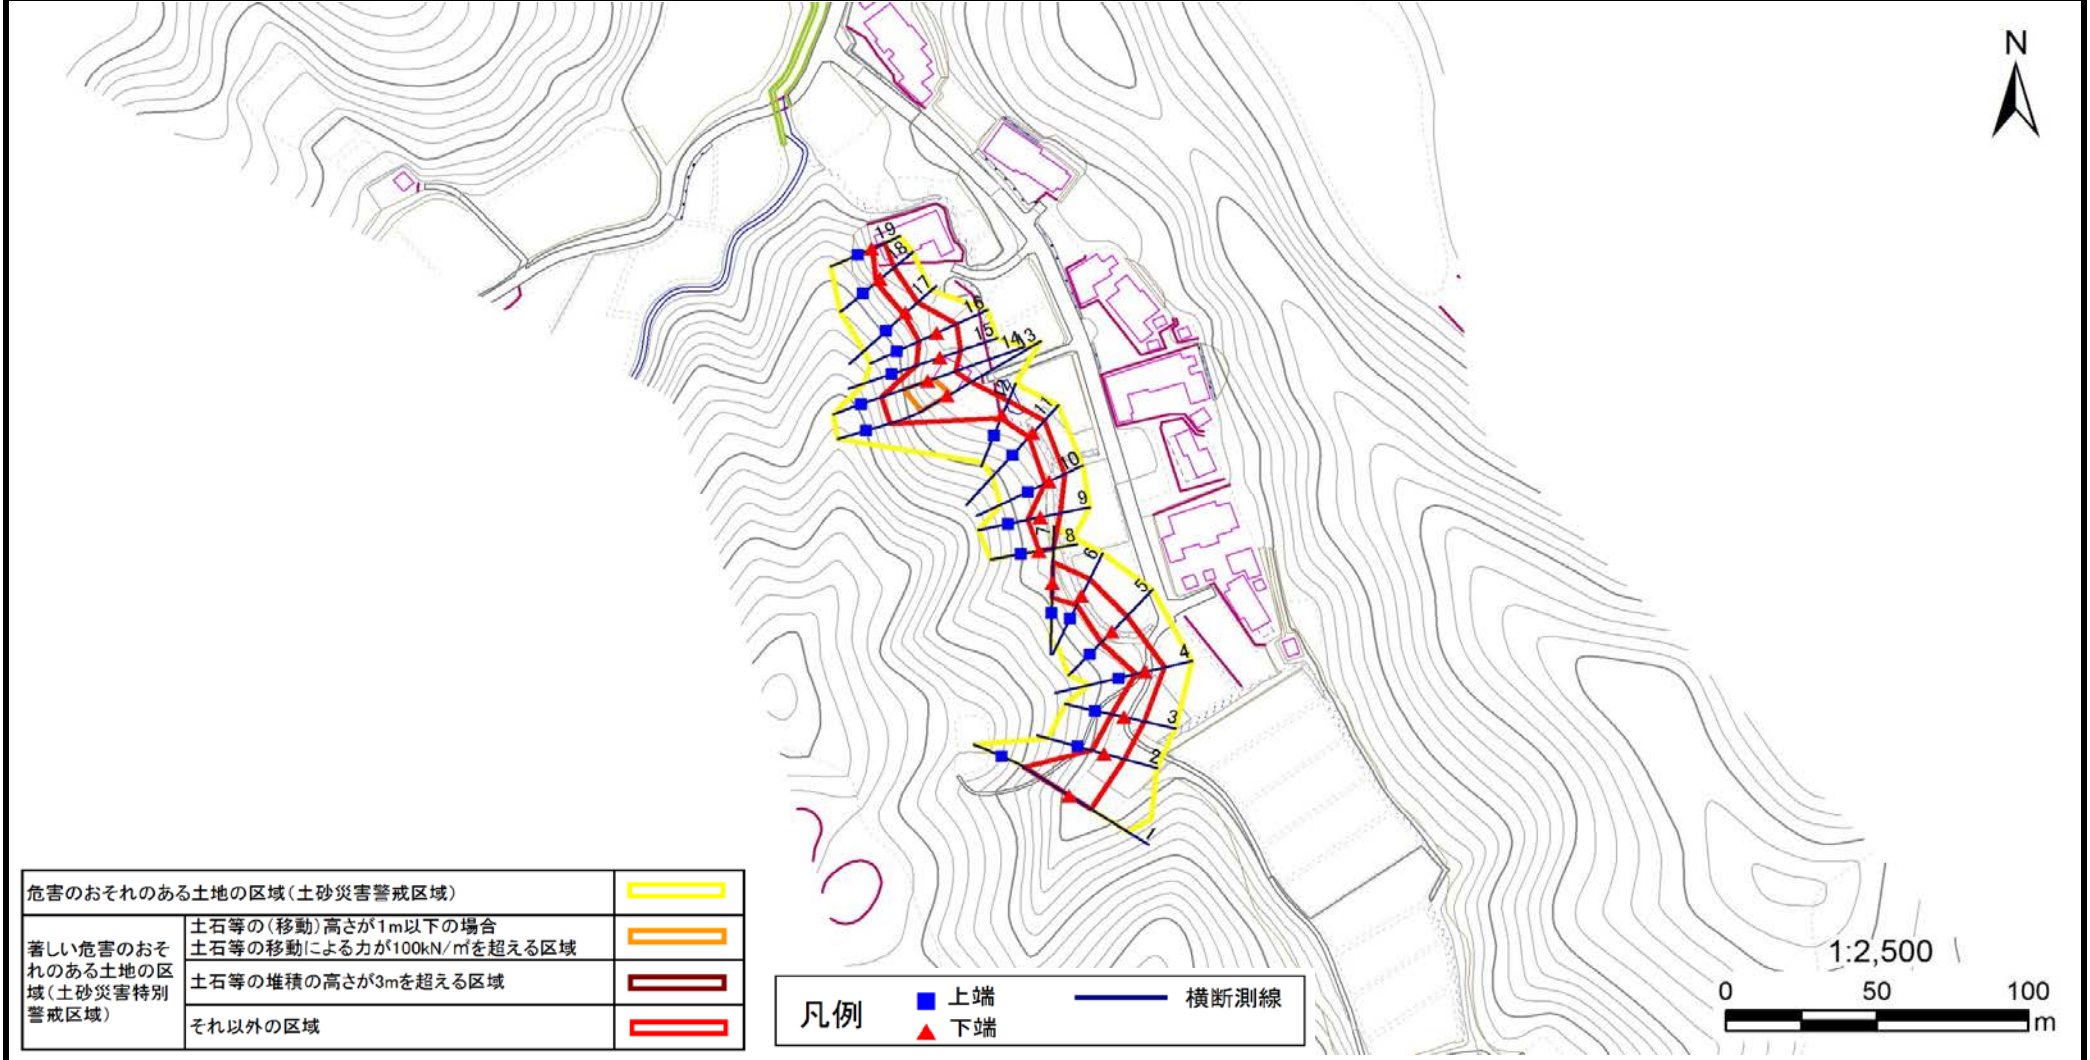 N
19
18
17
16
15
14
13
12
11
10
9
7
8
6
5
4
3
2
1
危害のおそれのある土地の区域(土砂災害警戒区域)
著しい危害のおそ
れのある土地の区
域(土砂災害特別
警戒区域)
土石等の(移動)高さが1m以下の場合
土石等の移動による力が100kN/㎡を超える区域
土石等の堆積の高さが3mを超える区域
それ以外の区域
凡例
上端
下端
横断測線
1:2,500
0 50 100
m